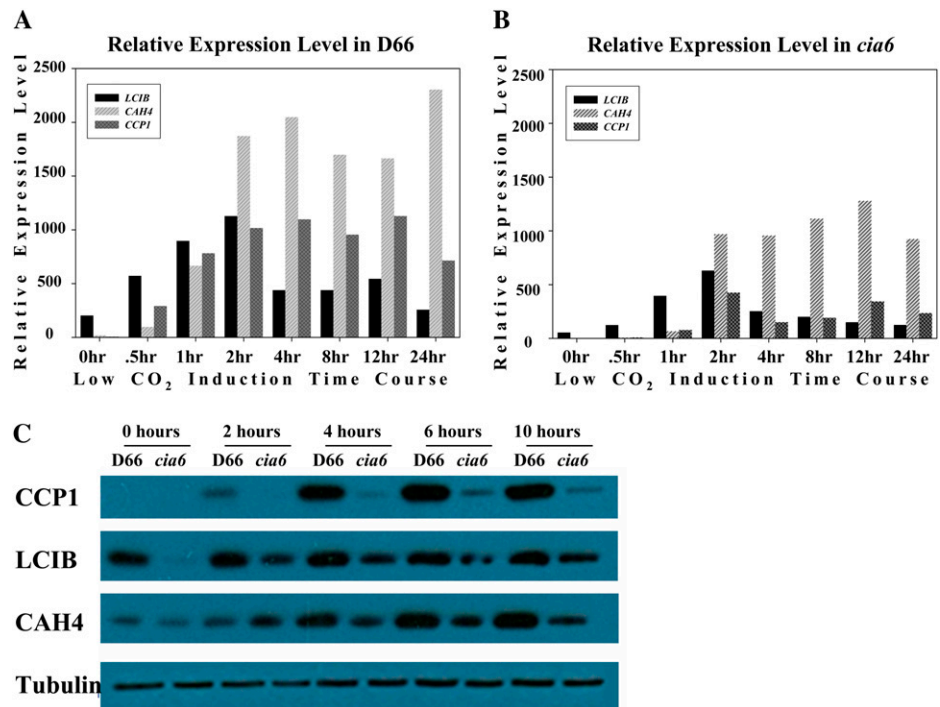 A
Relative Expression Level in D66
Relative Expression Level
2500
2000
1500
1000
500
0
LCIB
CAH4
CCP1
0hr .5hr 1hr 2hr 4hr 8hr 12hr 24hr
Low CO2 Induction Time Course
B
Relative Expression Level in cia6
Relative Expression Level
2500
2000
1500
1000
500
0
LCIB
CAH4
CCP1
0hr .5hr 1hr 2hr 4hr 8hr 12hr 24hr
Low CO2 Induction Time Course
C
0 hours 2 hours 4 hours 6 hours 10 hours
D66 cia6 D66 cia6 D66 cia6 D66 cia6 D66 cia6
CCP1
LCIB
CAH4
Tubulin